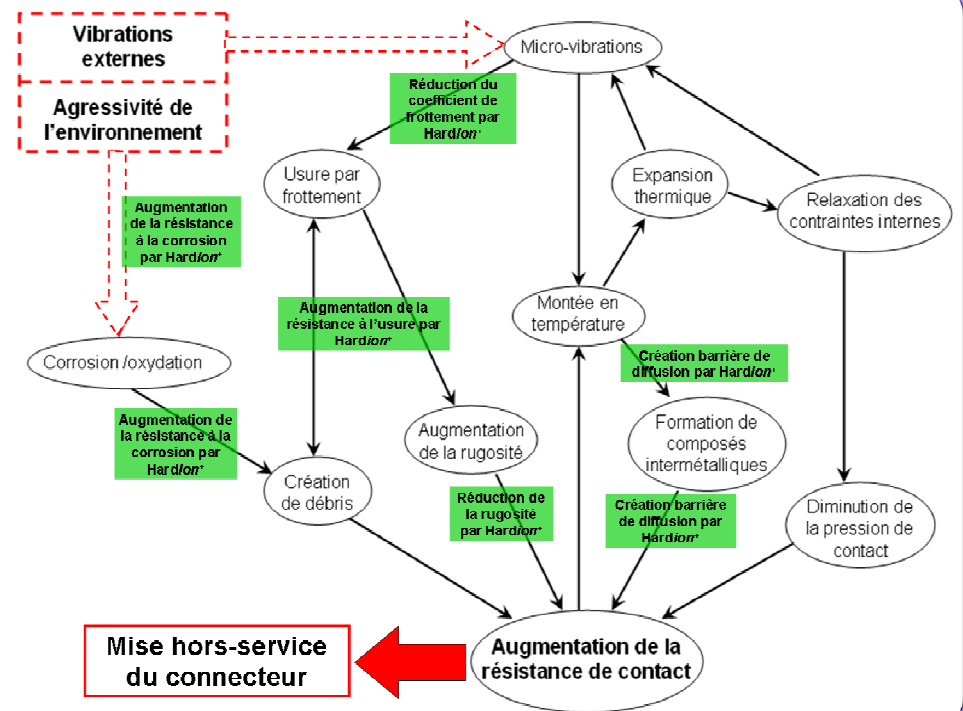 Vibrations
externes
Agressivité de
l'environnement
Micro-vibrations
Réduction du
coefficient de
frottement par
Hardion+
Usure par
frottement
Expansion
thermique
Relaxation des
contraintes internes
Augmentation
de la résistance
à la corrosion
par Hardion+
Augmentation de la
résistance à l'usure par
Hardion+
Montée en
température
Corrosion /oxydation
Création barrière de
diffusion par Hardion+
Augmentation de
la résistance à la
corrosion par
Hardion+
Augmentation
de la rugosité
Formation de
composés
intermétalliques
Création
de débris
Réduction de
la rugosité
par Hardion+
Création barrière
de diffusion par
Hardion+
Diminution de
la pression de
contact
Mise hors-service
du connecteur
Augmentation de la
résistance de contact